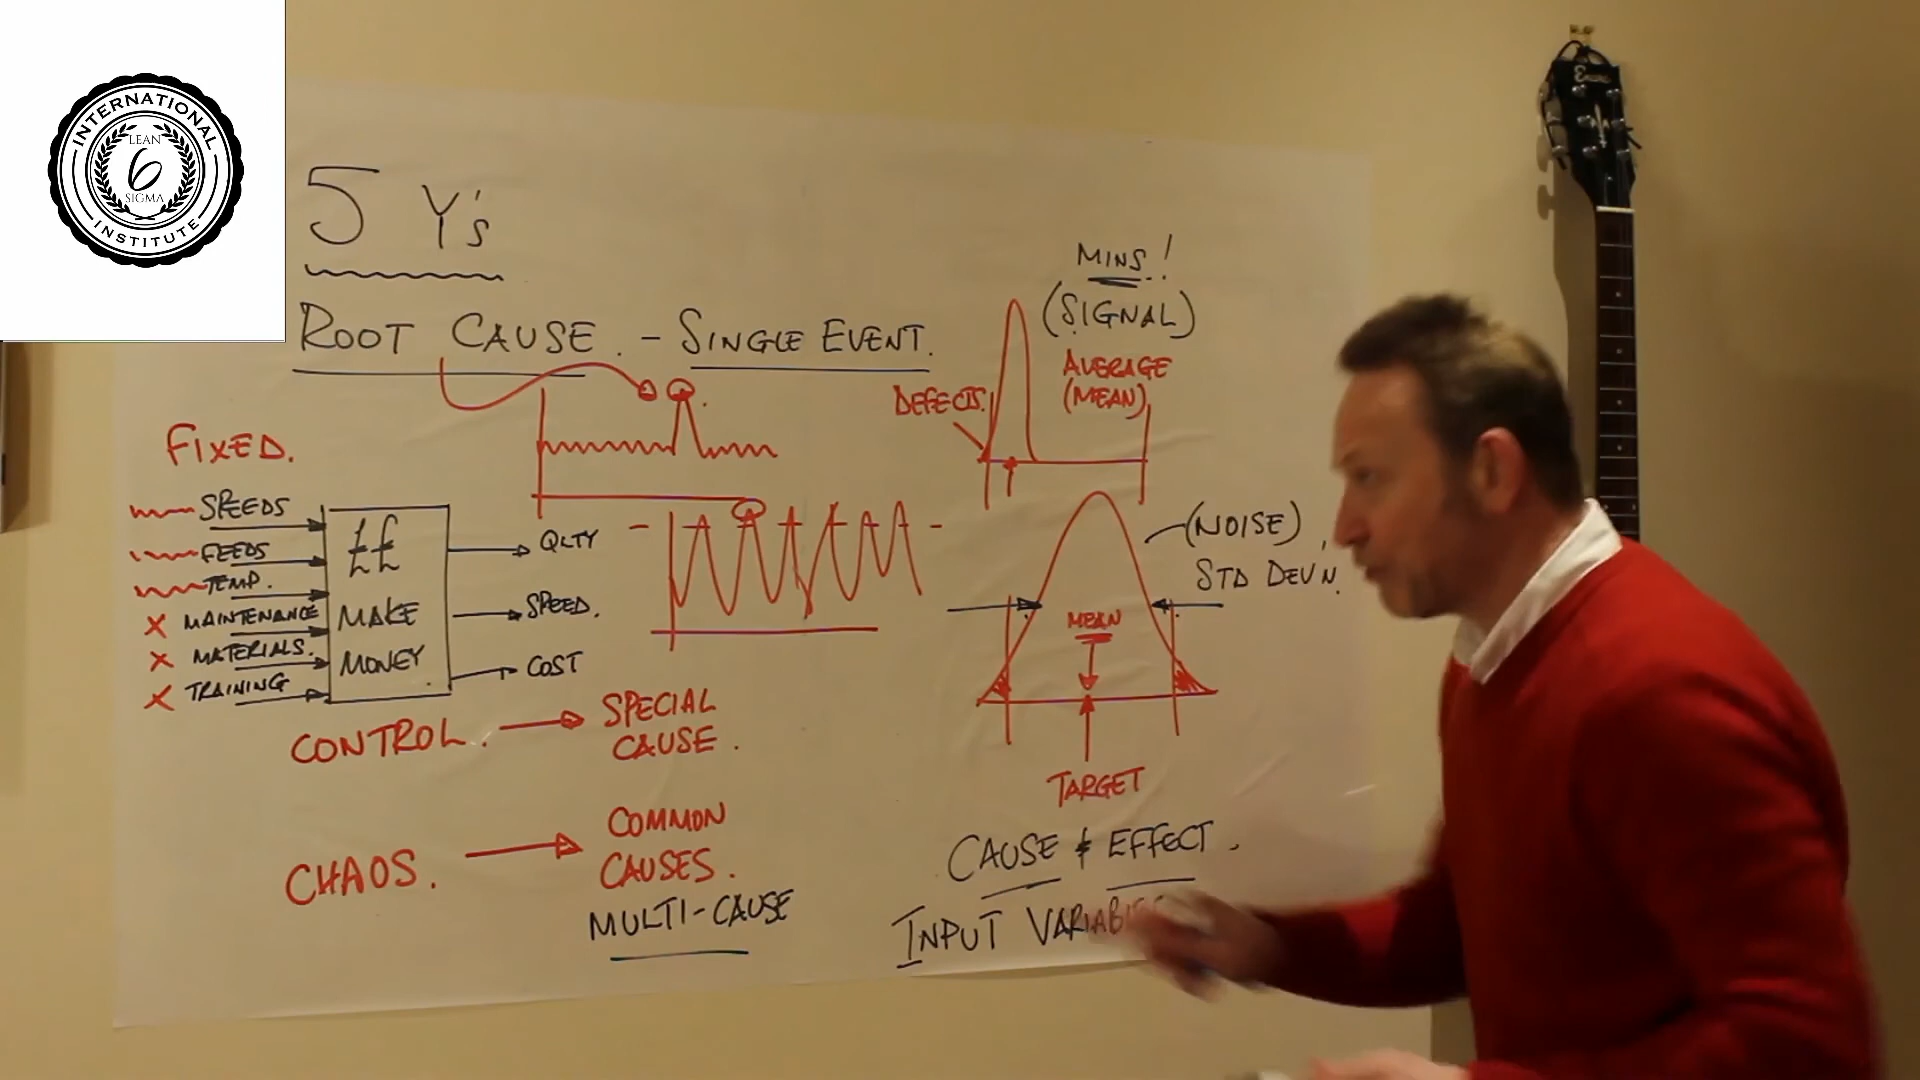 INTERNATIONAL
LEAN
6
SIGMA
INSTITUTE
5 Y's
ROOT CAUSE. - SINGLE EVENT.
MINS!
(SIGNAL)
AVERAGE
(MEAN)
DEFECTS.
FIXED.
SPEEDS
FEEDS
TEMP.
MAINTENANCE
MATERIALS.
TRAINING
££
MAKE
MONEY
QLTY
SPEED.
COST
(NOISE)
STD DEV'N.
MEAN
TARGET
CONTROL. → SPECIAL
CAUSE.
CHAOS. → COMMON
CAUSES.
MULTI-CAUSE
CAUSE & EFFECT.
INPUT